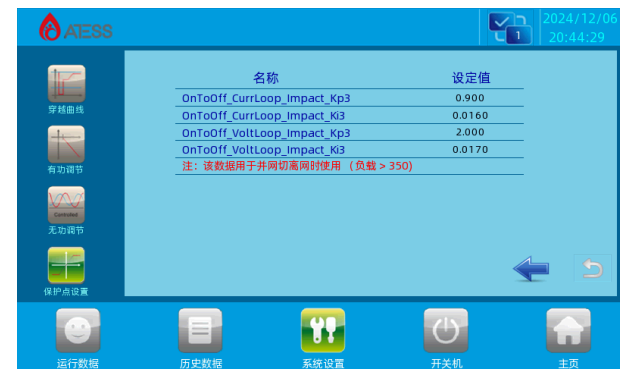 ATESS
1
2024/12/06
20:44:29
名称 设定值
OnToOff_CurrLoop_Impact_Kp3 0.900
OnToOff_CurrLoop_Impact_Ki3 0.0160
OnToOff_VoltLoop_Impact_Kp3 2.000
OnToOff_VoltLoop_Impact_Ki3 0.0170
注：该数据用于并网切离网时使用 （负载 > 350)
穿越曲线
有功调节
Controlled
无功调节
保护点设置
运行数据 历史数据 系统设置 开关机 主页